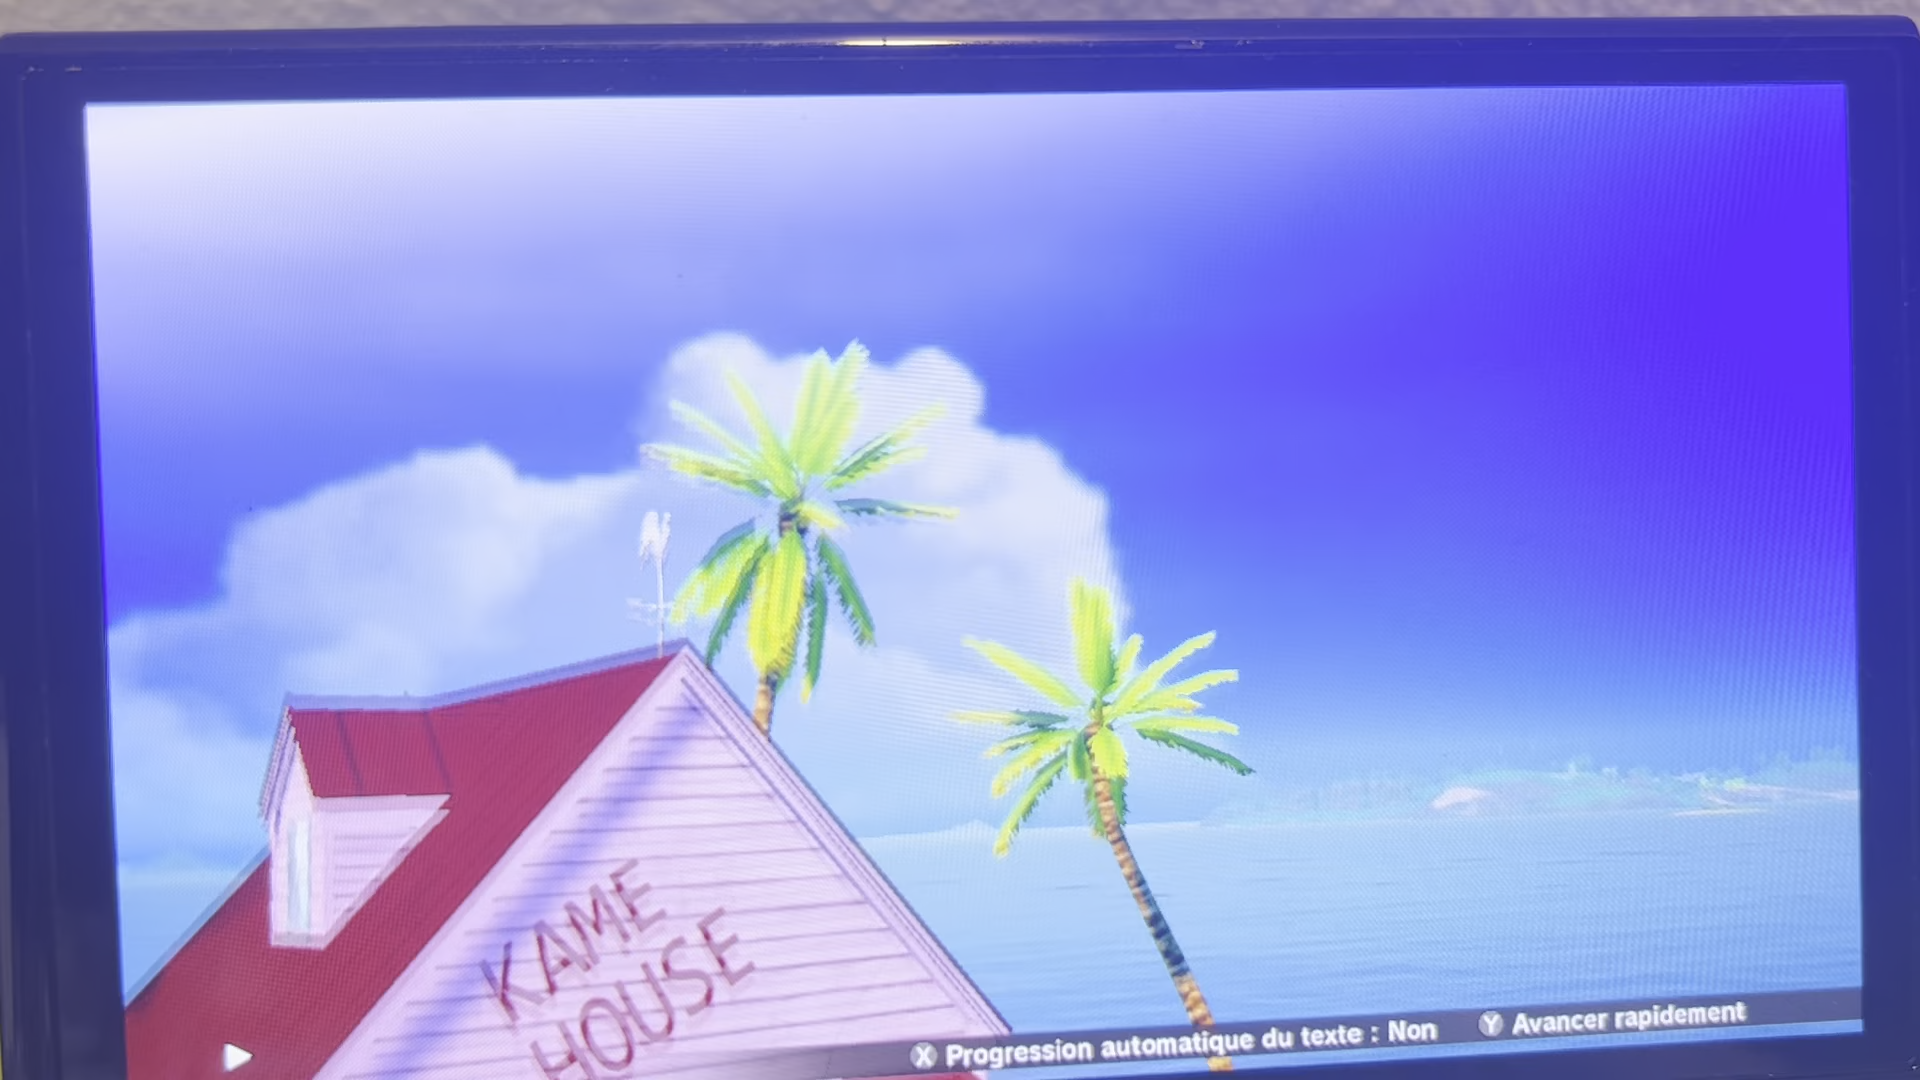 KAME
HOUSE
X Progression automatique du texte : Non Y Avancer rapidement